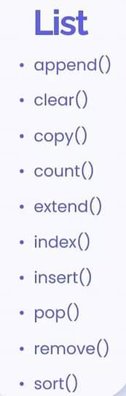 List
• append()
• clear()
• copy()
• count()
• extend()
• index()
• insert()
• pop()
• remove()
• sort()